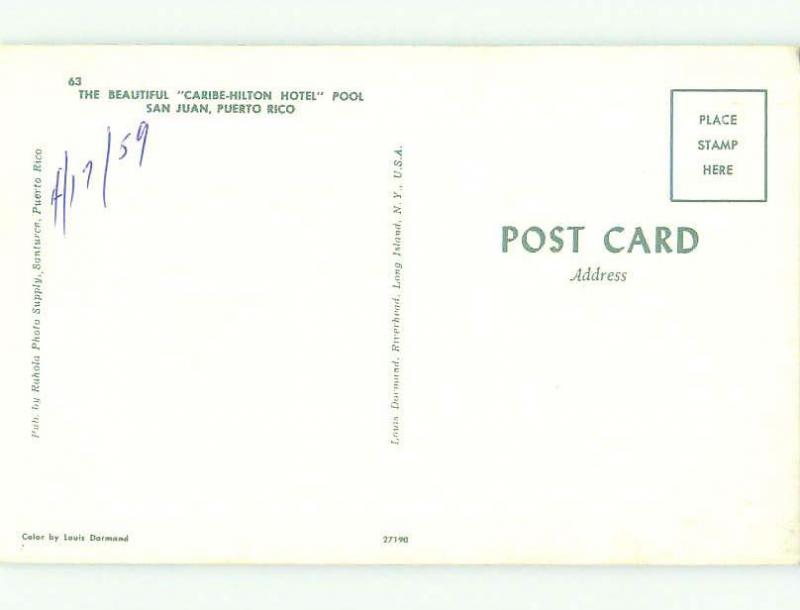 63
THE BEAUTIFUL "CARIBE-HILTON HOTEL" POOL
SAN JUAN, PUERTO RICO
4/17/59
Pub. by Rahola Photo Supply, Santurce, Puerto Rico
Louis Dormand, Riverhead, Long Island, N. Y., U.S.A.
PLACE
STAMP
HERE
POST CARD
Address
Color by Louis Dormand
27190